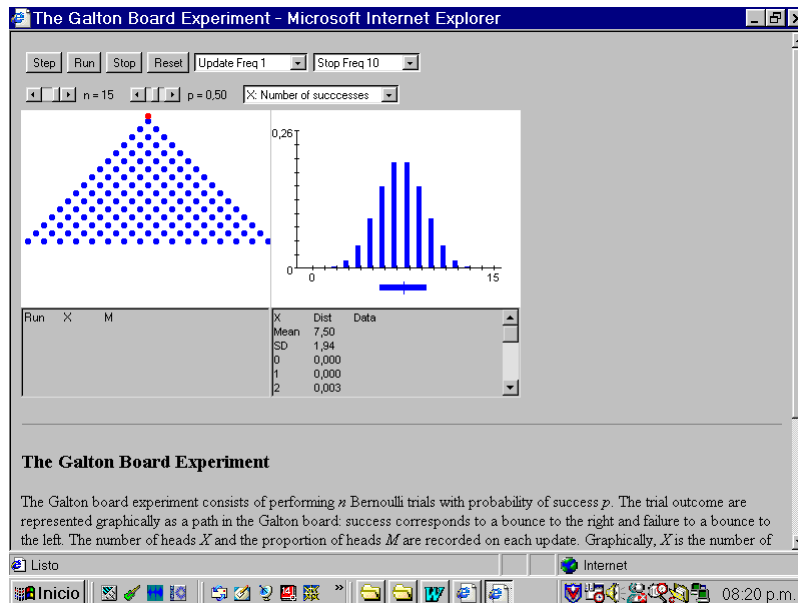 The Galton Board Experiment - Microsoft Internet Explorer
Step Run Stop Reset Update Freq 1 Stop Freq 10
n = 15 p = 0,50 X: Number of succcesses
0,26
0
0 15
Run X M
X Dist Data
Mean 7,50
SD 1,94
0 0,000
1 0,000
2 0,003
The Galton Board Experiment
The Galton board experiment consists of performing n Bernoulli trials with probability of success p. The trial outcome are
represented graphically as a path in the Galton board: success corresponds to a bounce to the right and failure to a bounce to
the left. The number of heads X and the proportion of heads M are recorded on each update. Graphically, X is the number of
Listo Internet
Inicio » 08:20 p.m.